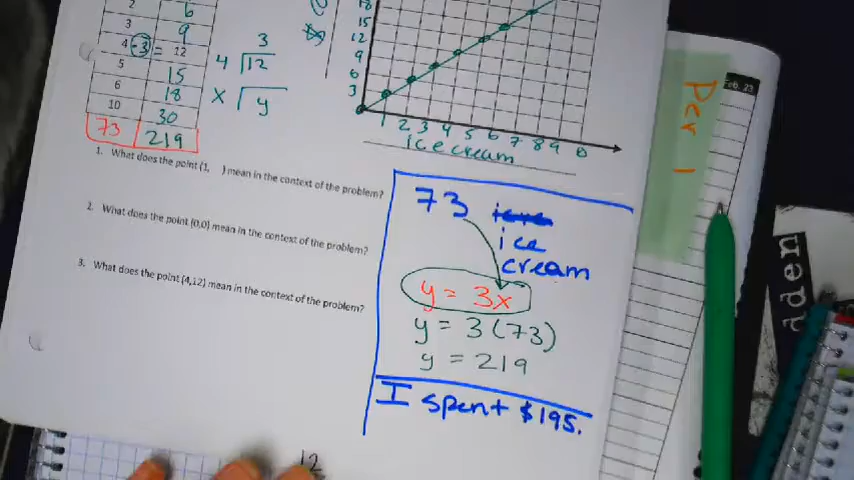 2 6
3 9
4 ·3 = 12
5 15
6 18
10 30
73 219
3
4 12
x y
18
15
12
9
6
3
1 2 3 4 5 6 7 8 9
ice cream
1. What does the point (1, ) mean in the context of the problem?
2. What does the point (0,0) mean in the context of the problem?
3. What does the point (4,12) mean in the context of the problem?
73
ice
cream
y = 3x
y = 3(73)
y = 219
I spent $195.
12
Per 1
Feb. 23
aden